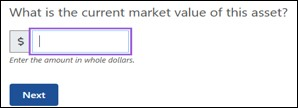 What is the current market value of this asset?
$
Enter the amount in whole dollars.
Next